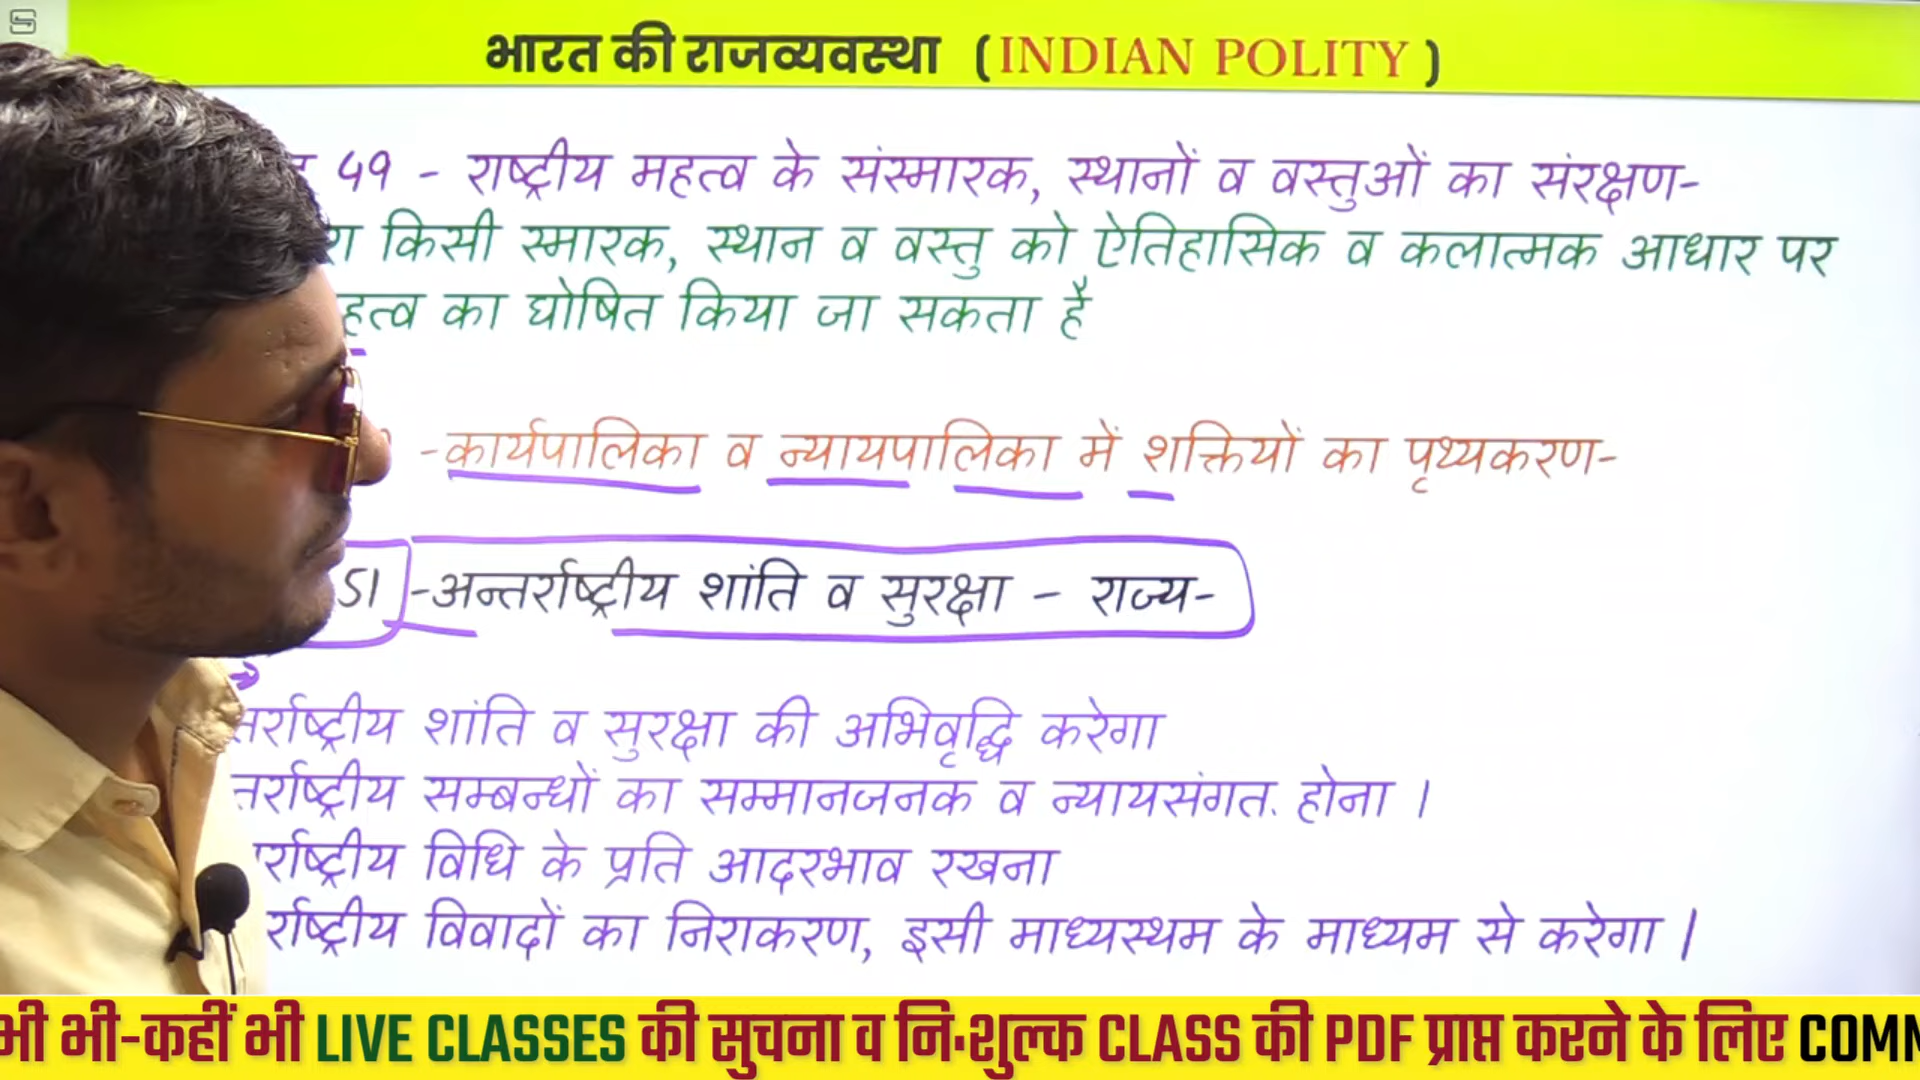 भारत की राजव्यवस्था (INDIAN POLITY)
49 - राष्ट्रीय महत्व के संस्मारक, स्थानों व वस्तुओं का संरक्षण-
किसी स्मारक, स्थान व वस्तु को ऐतिहासिक व कलात्मक आधार पर
हत्व का घोषित किया जा सकता है
-कार्यपालिका व न्यायपालिका में शक्तियों का पृथ्यकरण-
51 -अन्तर्राष्ट्रीय शांति व सुरक्षा - राज्य-
तर्राष्ट्रीय शांति व सुरक्षा की अभिवृद्धि करेगा
तर्राष्ट्रीय सम्बन्धों का सम्मानजनक व न्यायसंगत. होना ।
र्राष्ट्रीय विधि के प्रति आदरभाव रखना
र्राष्ट्रीय विवादों का निराकरण, इसी माध्यस्थम के माध्यम से करेगा ।
भी भी-कहीं भी LIVE CLASSES की सुचना व नि:शुल्क CLASS की PDF प्राप्त करने के लिए COMM